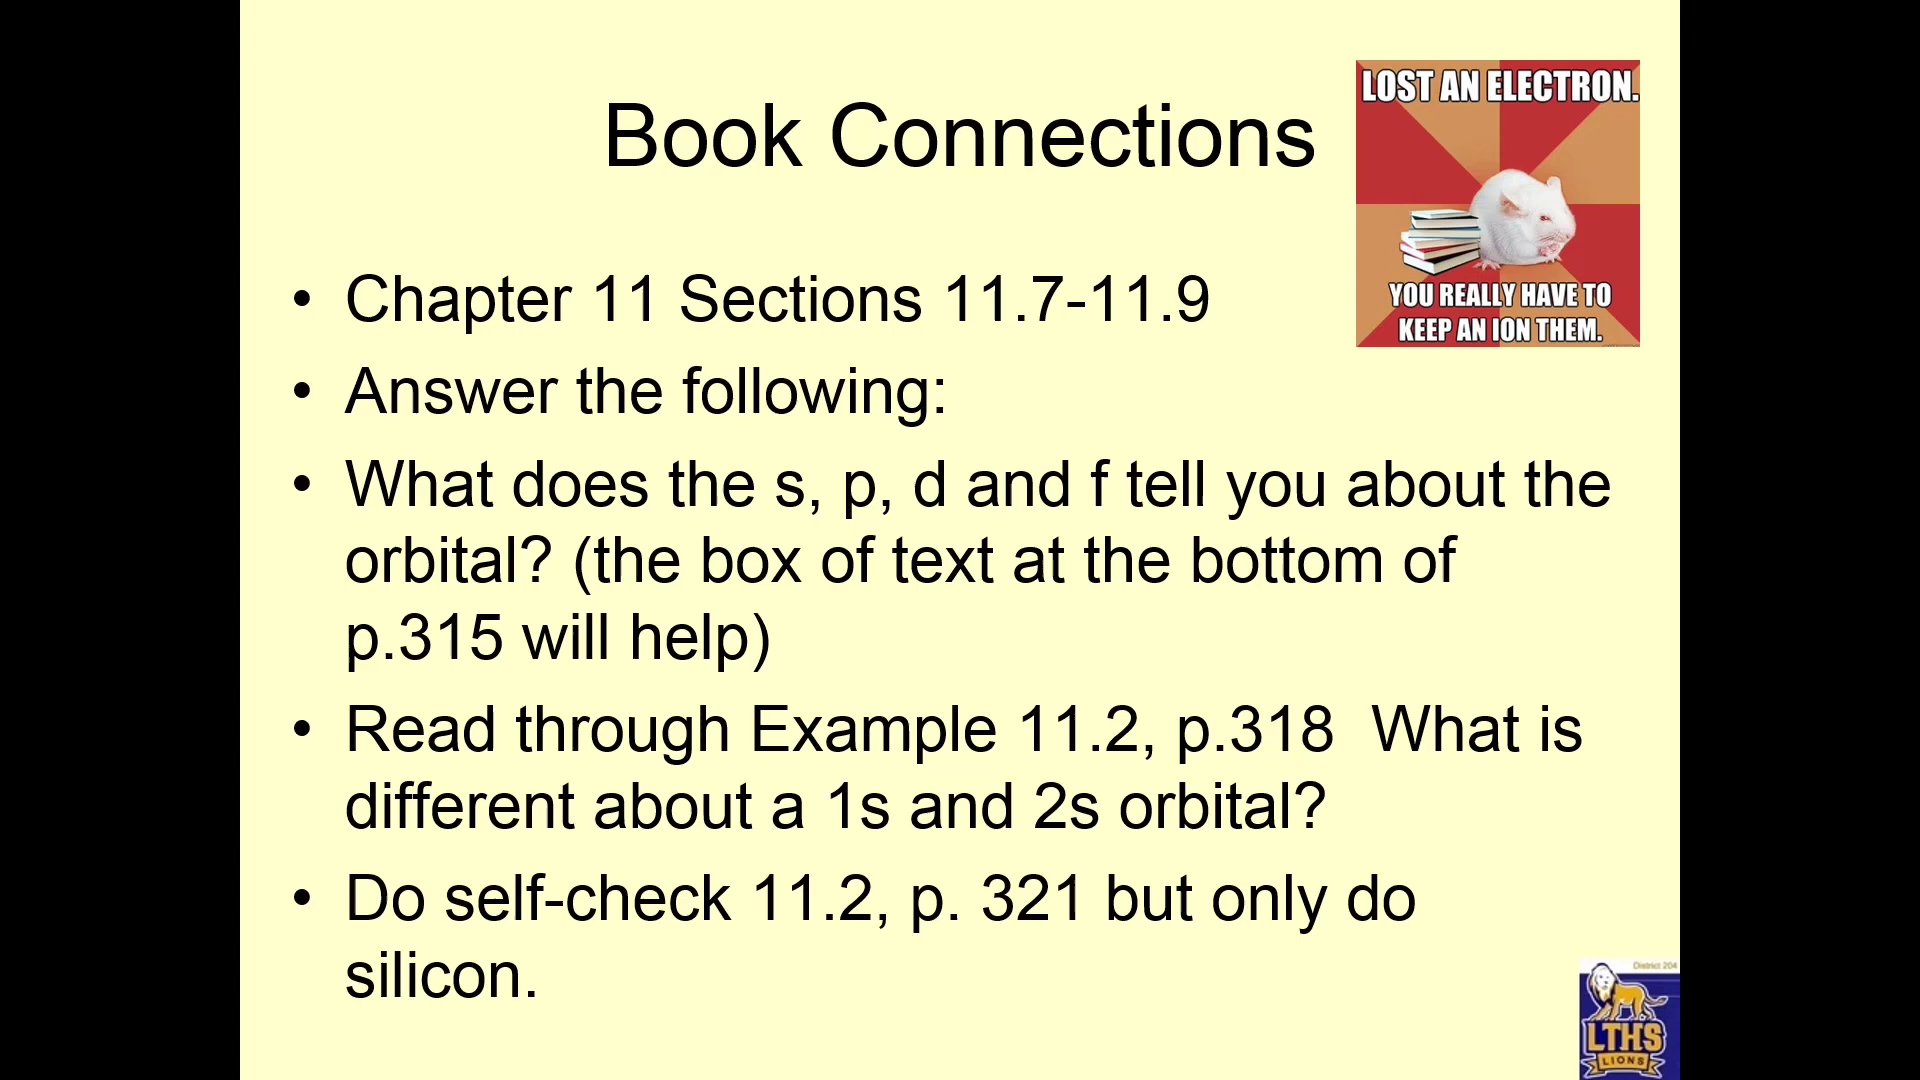 Book Connections
LOST AN ELECTRON.
YOU REALLY HAVE TO
KEEP AN ION THEM.
• Chapter 11 Sections 11.7-11.9
• Answer the following:
• What does the s, p, d and f tell you about the
orbital? (the box of text at the bottom of
p.315 will help)
• Read through Example 11.2, p.318  What is
different about a 1s and 2s orbital?
• Do self-check 11.2, p. 321 but only do
silicon.
District 204
LTHS
LIONS